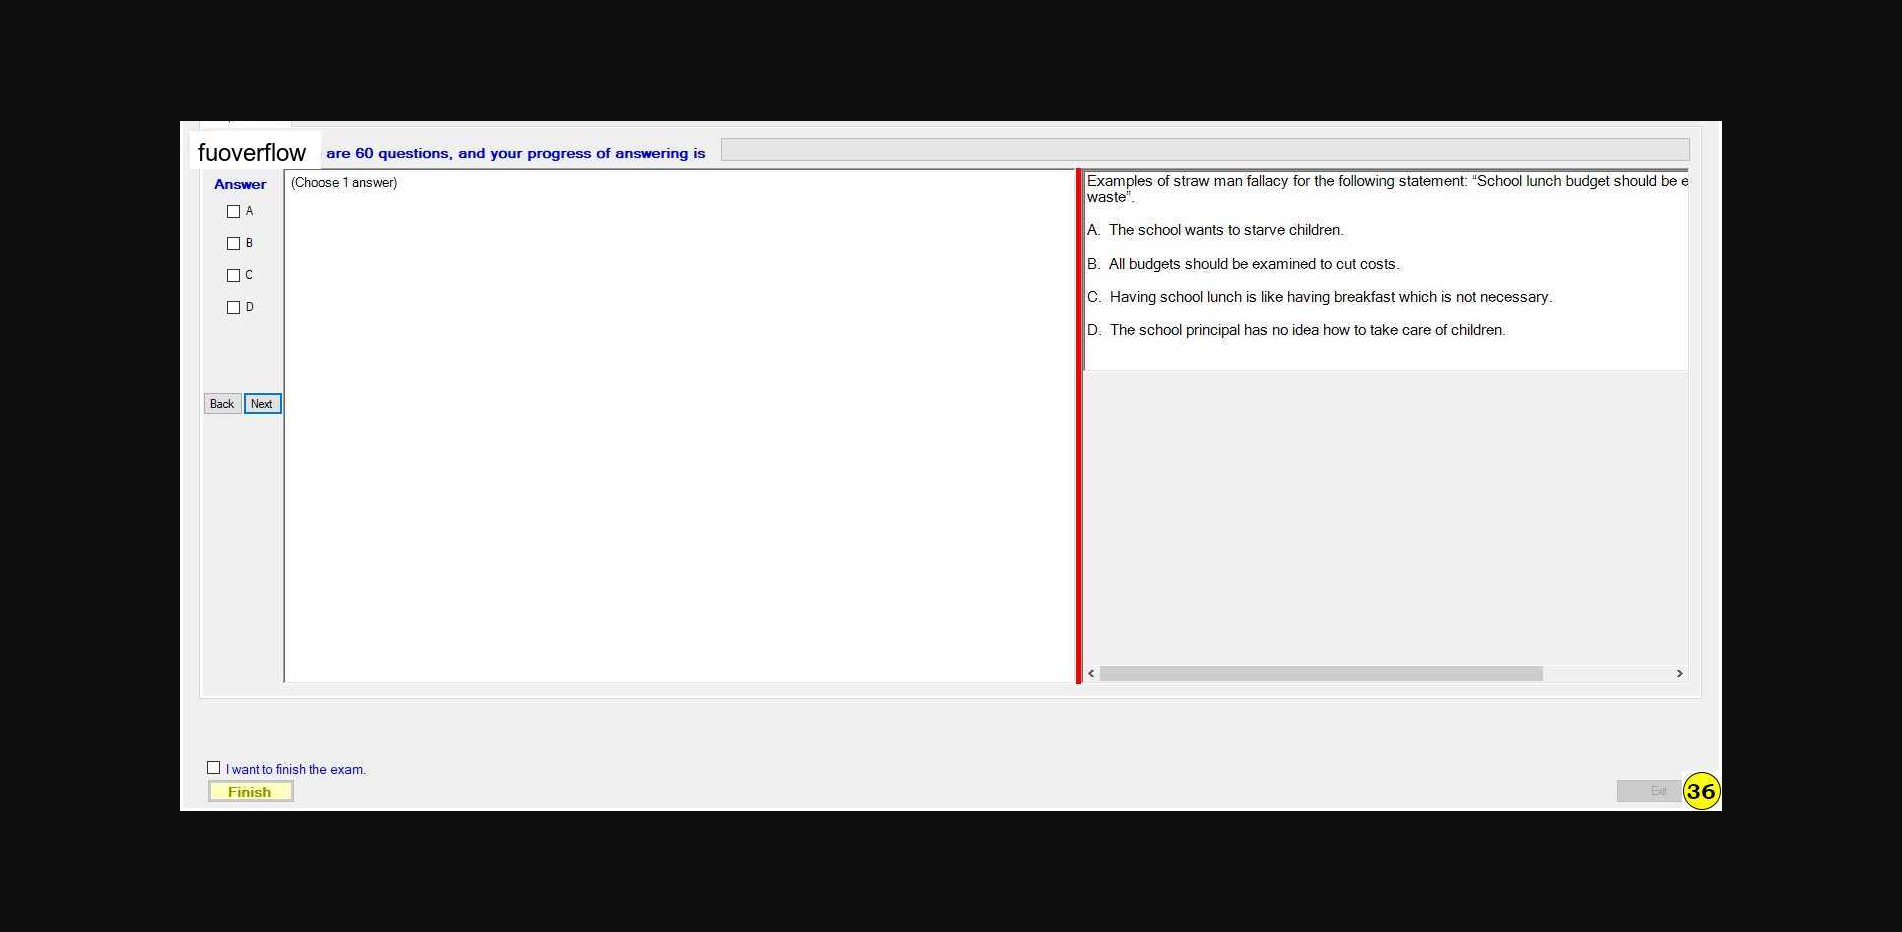 fuoverflow are 60 questions, and your progress of answering is
Answer
A
B
C
D
Back Next
(Choose 1 answer)
Examples of straw man fallacy for the following statement: “School lunch budget should be e
waste”.
A. The school wants to starve children.
B. All budgets should be examined to cut costs.
C. Having school lunch is like having breakfast which is not necessary.
D. The school principal has no idea how to take care of children.
I want to finish the exam.
Finish
Exit
36